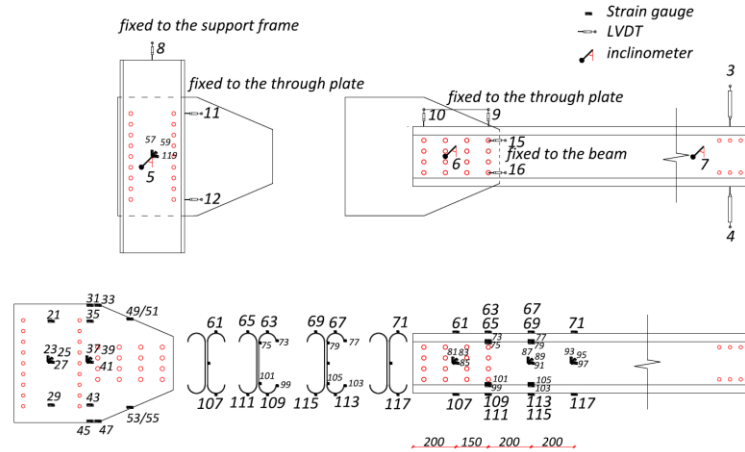 Strain gauge
LVDT
inclinometer
fixed to the support frame
8
fixed to the through plate
11
57 59
119
5
12
fixed to the through plate
10 9
3
15
6
fixed to the beam
16
7
4
31 33
21 35 49/51
23 25
27
37 39
41
29 43
45 47
53/55
61 65 63 69 67 71
75 73 79 77
101 99 105 103
107 111 109 115 113 117
63 67
61 65 69 71
73
75
77
79
81 83
85
87 89
91
93 95
97
101
99
105
103
107 109 113 117
111 115
200 150 200 200